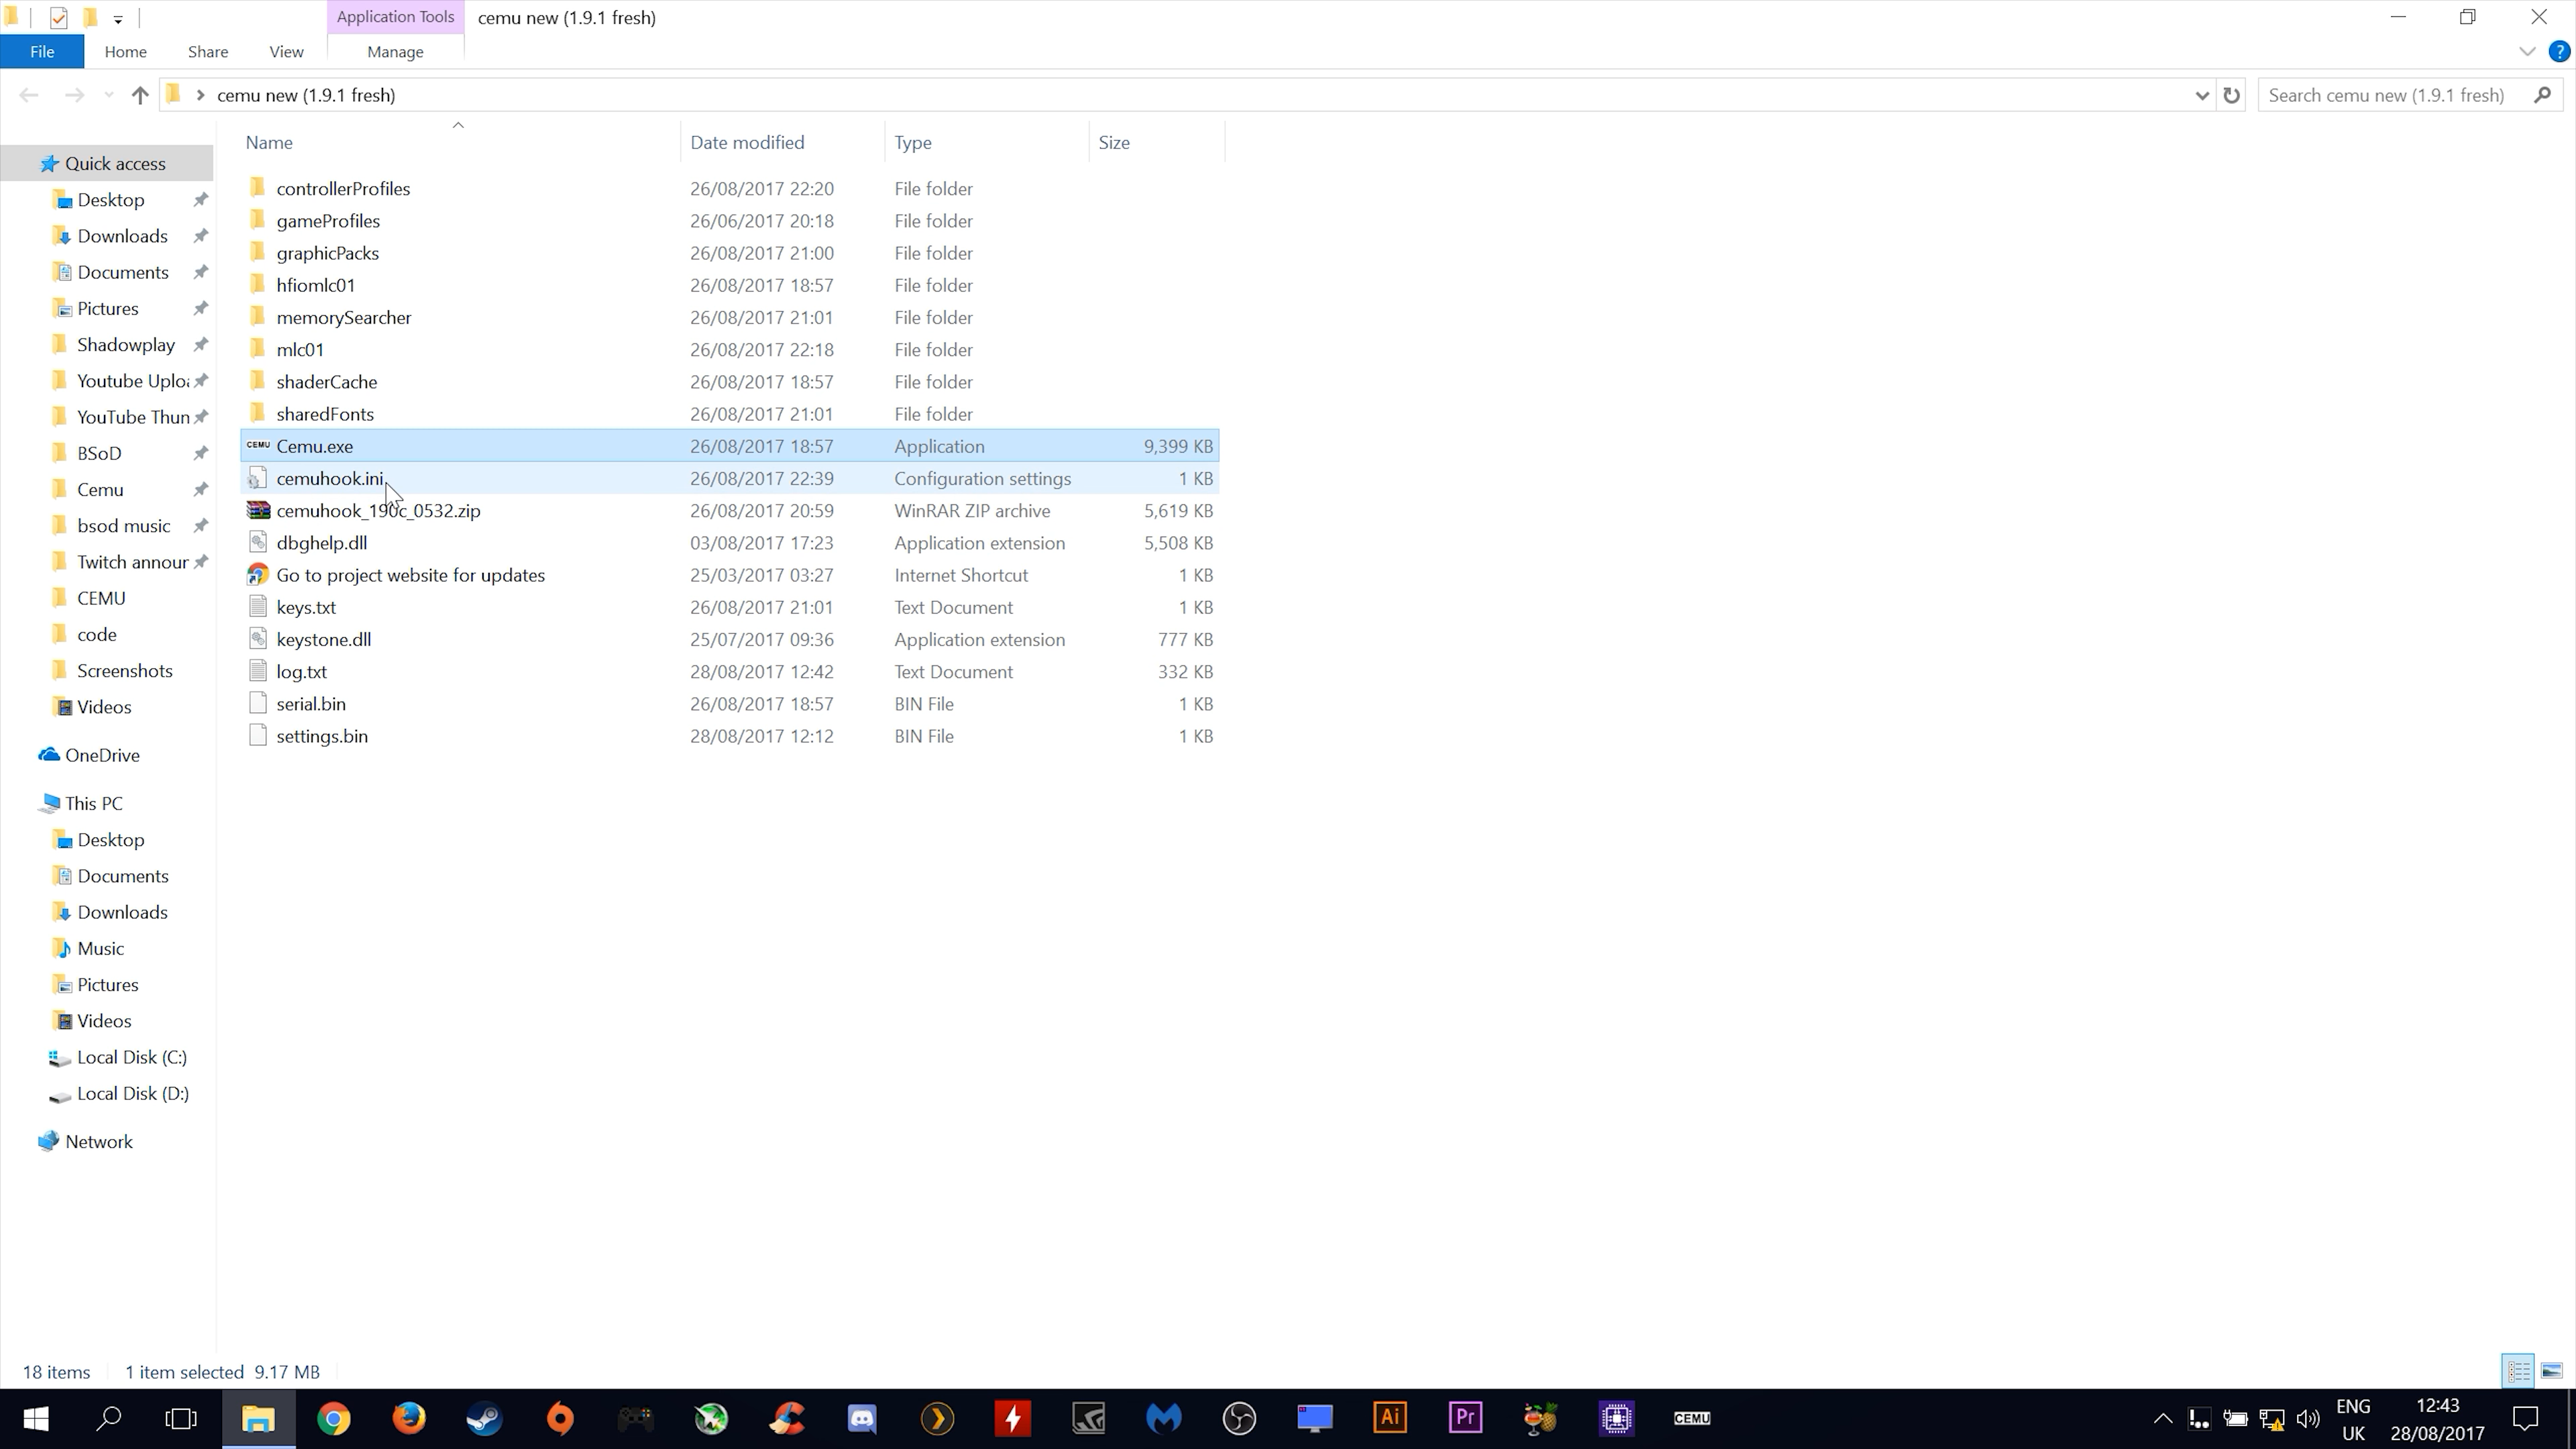 Application Tools
cemu new (1.9.1 fresh)
File
Home
Share
View
Manage
?
cemu new (1.9.1 fresh)
Search cemu new (1.9.1 fresh)
Name
Date modified
Type
Size
Quick access
Desktop
Downloads
Documents
Pictures
Shadowplay
Youtube Uploa
YouTube Thun
BSoD
Cemu
bsod music
Twitch annour
CEMU
code
Screenshots
Videos
OneDrive
This PC
Desktop
Documents
Downloads
Music
Pictures
Videos
Local Disk (C:)
Local Disk (D:)
Network
controllerProfiles 26/08/2017 22:20 File folder
gameProfiles 26/06/2017 20:18 File folder
graphicPacks 26/08/2017 21:00 File folder
hfiomlc01 26/08/2017 18:57 File folder
memorySearcher 26/08/2017 21:01 File folder
mlc01 26/08/2017 22:18 File folder
shaderCache 26/08/2017 18:57 File folder
sharedFonts 26/08/2017 21:01 File folder
CEMU Cemu.exe 26/08/2017 18:57 Application 9,399 KB
cemuhook.ini 26/08/2017 22:39 Configuration settings 1 KB
cemuhook_190c_0532.zip 26/08/2017 20:59 WinRAR ZIP archive 5,619 KB
dbghelp.dll 03/08/2017 17:23 Application extension 5,508 KB
Go to project website for updates 25/03/2017 03:27 Internet Shortcut 1 KB
keys.txt 26/08/2017 21:01 Text Document 1 KB
keystone.dll 25/07/2017 09:36 Application extension 777 KB
log.txt 28/08/2017 12:42 Text Document 332 KB
serial.bin 26/08/2017 18:57 BIN File 1 KB
settings.bin 28/08/2017 12:12 BIN File 1 KB
18 items 1 item selected 9.17 MB
Ai
Pr
CEMU
ENG
UK
12:43
28/08/2017